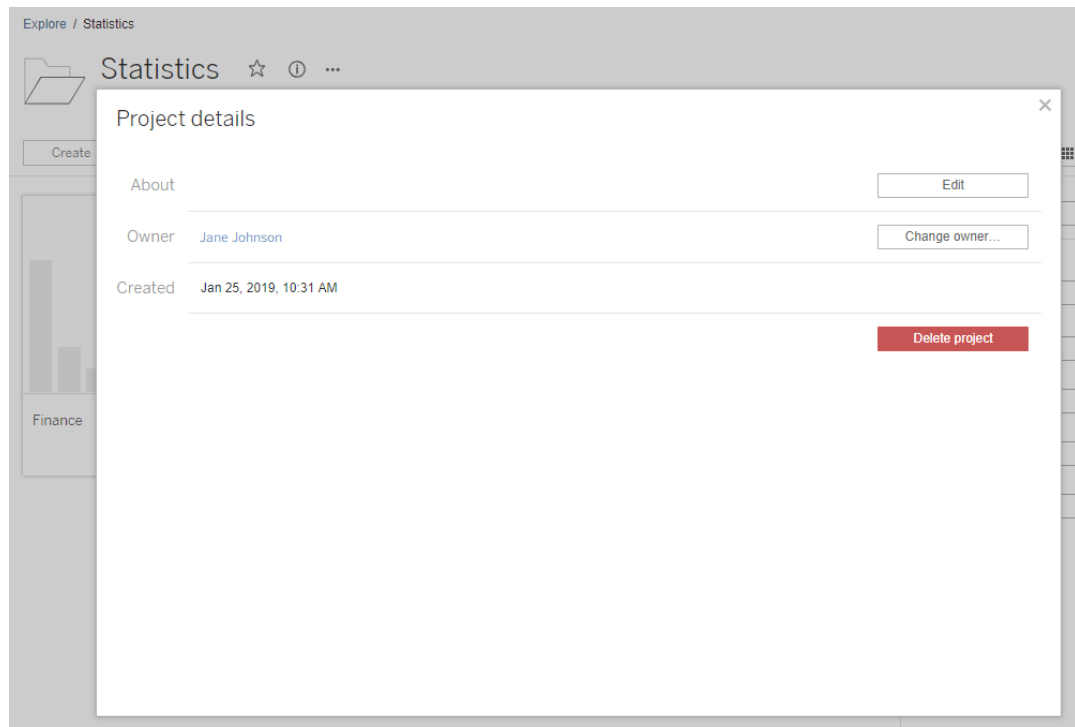 Explore / Statistics
Statistics
Create
Project details
About
Edit
Owner
Jane Johnson
Change owner...
Created
Jan 25, 2019, 10:31 AM
Delete project
Finance